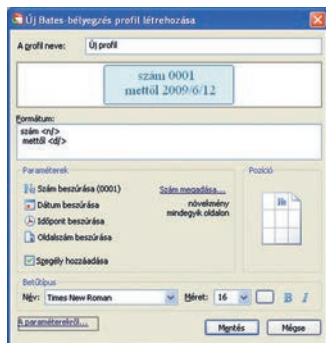 Új Bates-bélyegzés profil létrehozása
A profil neve: Új profil
szám 0001
mettől 2009/6/12
Formátum:
szám <n/>
mettől <d/>
Paraméterek
Szám beszúrása (0001)
Szám megadása...
Dátum beszúrása
növekmény
mindegyik oldalon
Időpont beszúrása
Oldalszám beszúrása
Szegély hozzáadása
Pozíció
Betűtípus
Név: Times New Roman Méret: 16 B I
A paraméterekről...
Mentés Mégse